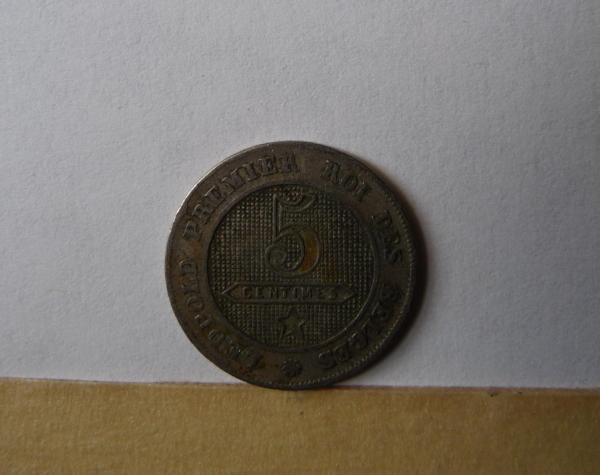 LEOPOLD PREMIER ROI DES BELGES
5
CENTIMES